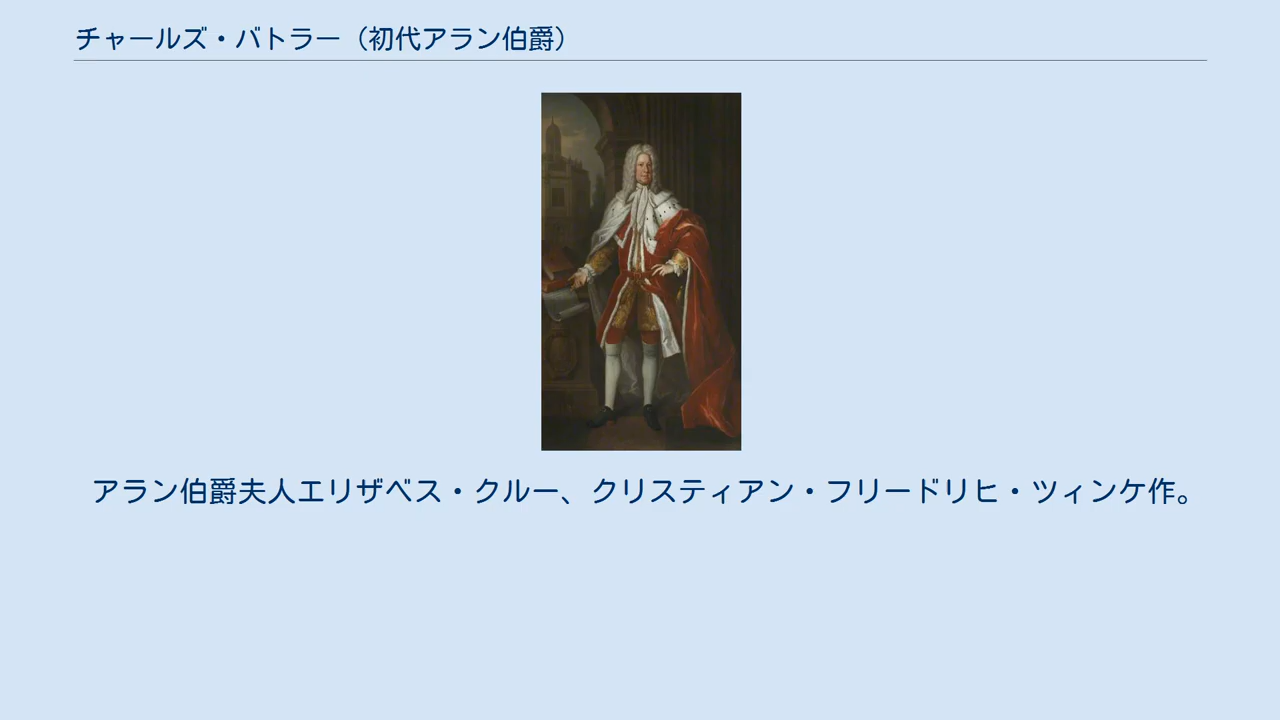 チャールズ・バトラー（初代アラン伯爵）
アラン伯爵夫人エリザベス・クルー、クリスティアン・フリードリヒ・ツィンケ作。